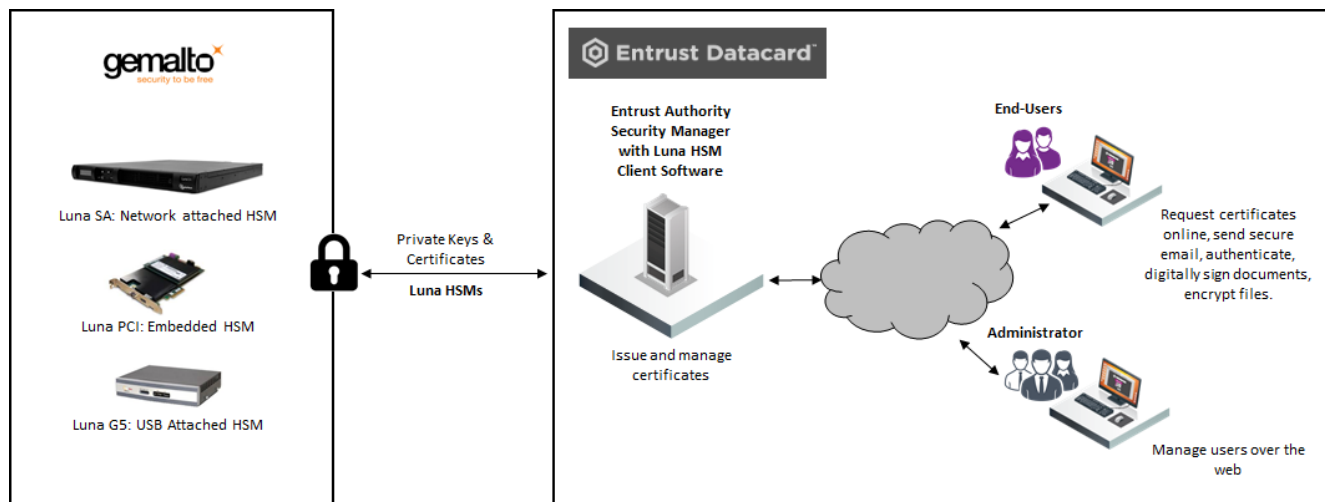 gemalto
security to be free
Luna SA: Network attached HSM
Luna PCI: Embedded HSM
Luna G5: USB Attached HSM
Private Keys &
Certificates
Luna HSMs
Entrust Datacard™
Entrust Authority
Security Manager
with Luna HSM
Client Software
Issue and manage
certificates
End-Users
Request certificates
online, send secure
email, authenticate,
digitally sign documents,
encrypt files.
Administrator
Manage users over the
web